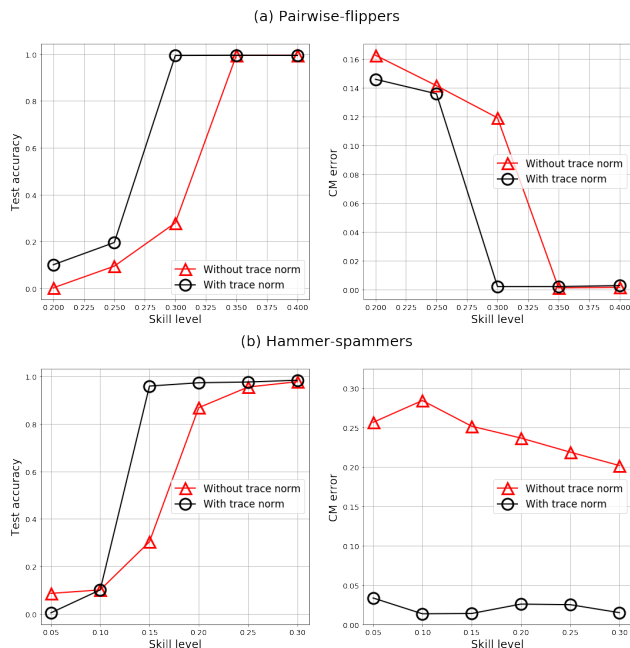 (a) Pairwise-flippers
1.0
0.8
0.6
0.4
0.2
0.0
Test accuracy
0.200 0.225 0.250 0.275 0.300 0.325 0.350 0.375 0.400
Skill level
Without trace norm
With trace norm
0.16
0.14
0.12
0.10
0.08
0.06
0.04
0.02
0.00
CM error
0.200 0.225 0.250 0.275 0.300 0.325 0.350 0.375 0.400
Skill level
Without trace norm
With trace norm
(b) Hammer-spammers
1.0
0.8
0.6
0.4
0.2
0.0
Test accuracy
0.05 0.10 0.15 0.20 0.25 0.30
Skill level
Without trace norm
With trace norm
0.30
0.25
0.20
0.15
0.10
0.05
0.00
CM error
0.05 0.10 0.15 0.20 0.25 0.30
Skill level
Without trace norm
With trace norm